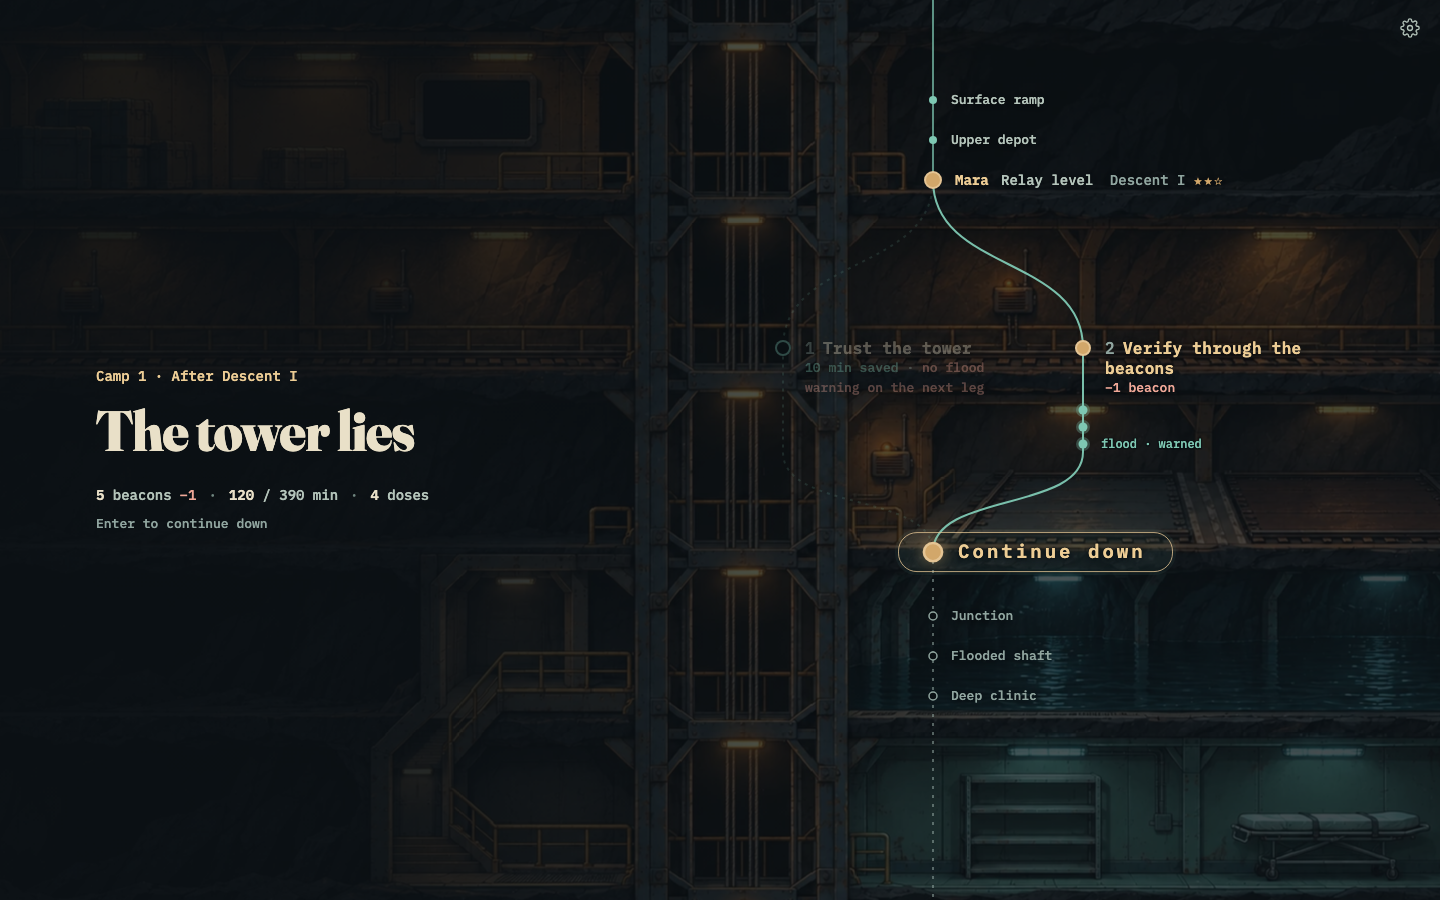 Surface ramp
Upper depot
Mara Relay level Descent I ★★☆
1 Trust the tower
10 min saved · no flood
warning on the next leg
2 Verify through the
beacons
−1 beacon
flood · warned
Camp 1 · After Descent I
The tower lies
5 beacons −1 · 120 / 390 min · 4 doses
Enter to continue down
Continue down
Junction
Flooded shaft
Deep clinic